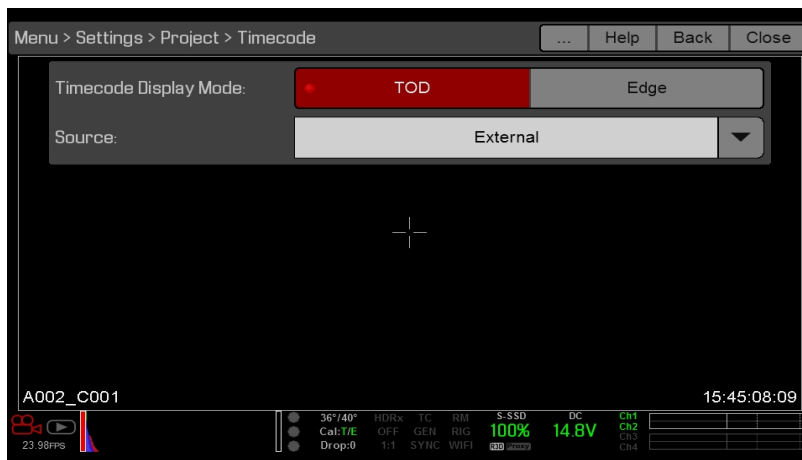 Menu > Settings > Project > Timecode
... Help Back Close
Timecode Display Mode: TOD Edge
Source: External
A002_C001 15:45:08:09
36°/40° HDRx TC RM S-SSD DC Ch1
Cal:T/E OFF GEN RIG 100% 14.8V Ch2
Drop:0 1:1 SYNC WIFI R3D Proxy Ch3
23.98FPS Ch4